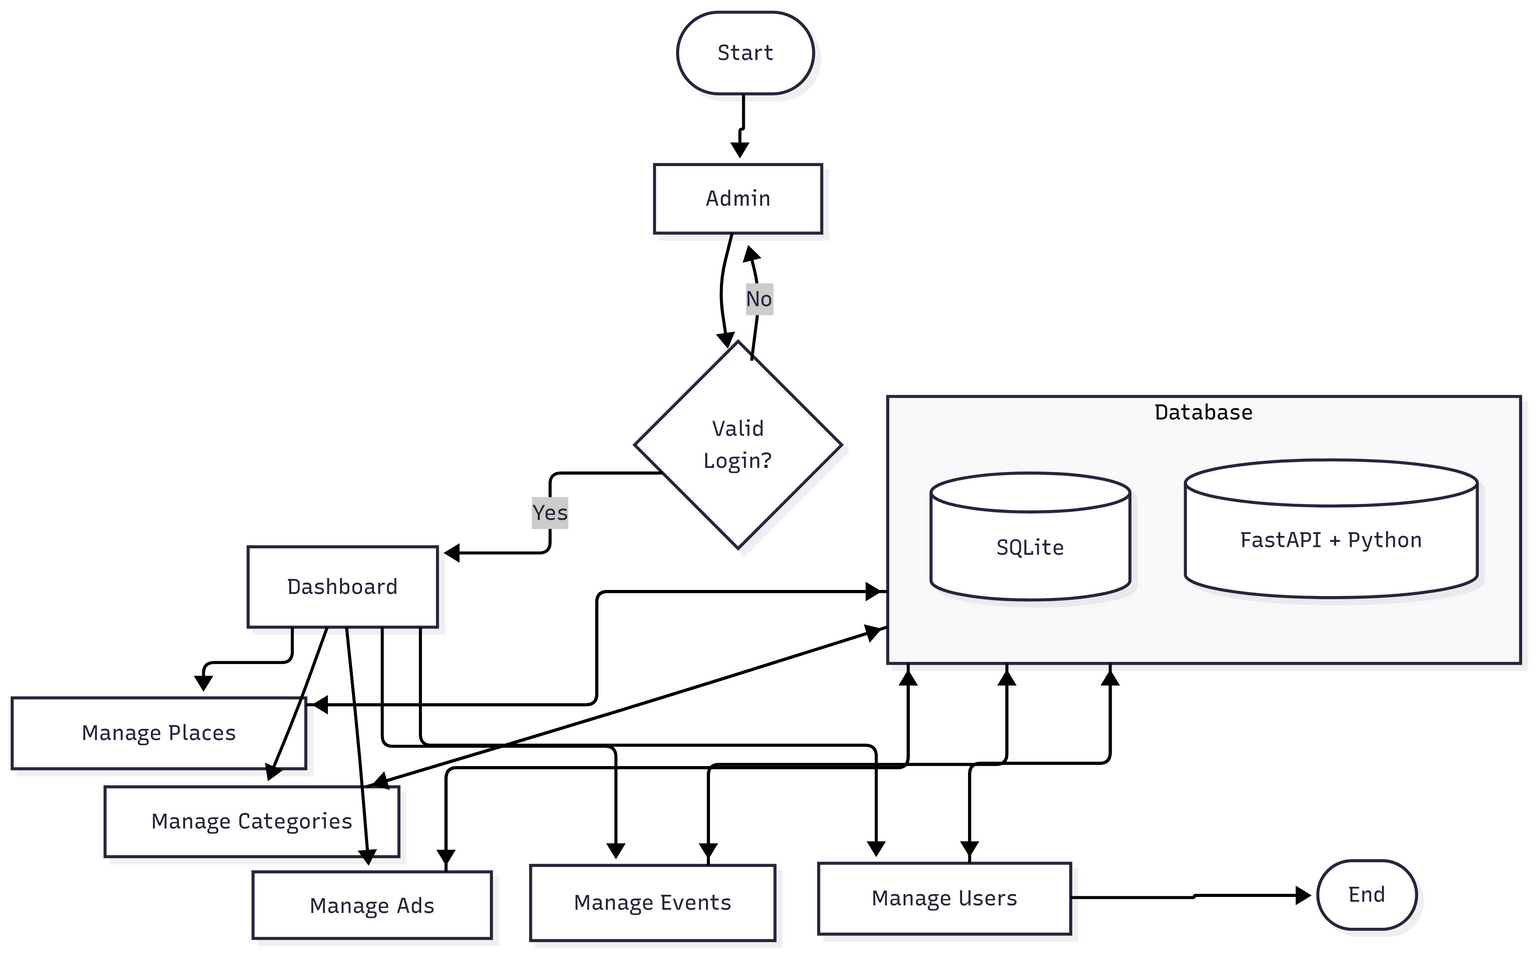 Start
Admin
No
Valid
Login?
Database
Yes
SQLite
FastAPI + Python
Dashboard
Manage Places
Manage Categories
Manage Ads
Manage Events
Manage Users
End